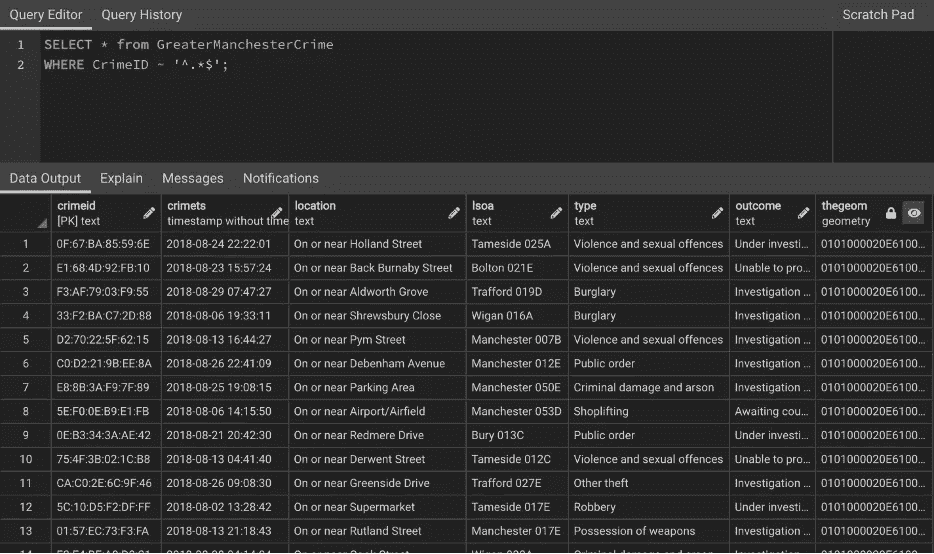 Query Editor Query History Scratch Pad
1 SELECT * from GreaterManchesterCrime
2 WHERE CrimeID ~ '^.*$';
Data Output Explain Messages Notifications
crimeid crimets location lsoa type outcome thegeom
[PK] text timestamp without time text text text text geometry
1 0F:67:BA:85:59:6E 2018-08-24 22:22:01 On or near Holland Street Tameside 025A Violence and sexual offences Under investi... 0101000020E6100...
2 E1:68:4D:92:FB:10 2018-08-23 15:57:24 On or near Back Burnaby Street Bolton 021E Violence and sexual offences Unable to pro... 0101000020E6100...
3 F3:AF:79:03:F9:55 2018-08-29 07:47:27 On or near Aldworth Grove Trafford 019D Burglary Investigation ... 0101000020E6100...
4 33:F2:BA:C7:2D:88 2018-08-06 19:33:11 On or near Shrewsbury Close Wigan 016A Burglary Investigation ... 0101000020E6100...
5 D2:70:22:5F:62:15 2018-08-13 16:44:27 On or near Pym Street Manchester 007B Violence and sexual offences Investigation ... 0101000020E6100...
6 C0:D2:21:9B:EE:8A 2018-08-26 22:41:09 On or near Debenham Avenue Manchester 012E Public order Investigation ... 0101000020E6100...
7 E8:8B:3A:F9:7F:89 2018-08-25 19:08:15 On or near Parking Area Manchester 050E Criminal damage and arson Investigation ... 0101000020E6100...
8 5E:F0:0E:B9:E1:FB 2018-08-06 14:15:50 On or near Airport/Airfield Manchester 053D Shoplifting Awaiting cou... 0101000020E6100...
9 0E:B3:34:3A:AE:42 2018-08-21 20:42:30 On or near Redmere Drive Bury 013C Public order Under investi... 0101000020E6100...
10 75:4F:3B:02:1C:B8 2018-08-13 04:41:40 On or near Derwent Street Tameside 012C Violence and sexual offences Unable to pro... 0101000020E6100...
11 CA:C0:2E:6C:9F:46 2018-08-26 09:08:30 On or near Greenside Drive Trafford 027E Other theft Investigation ... 0101000020E6100...
12 5C:10:D5:F2:DF:FF 2018-08-02 13:28:42 On or near Supermarket Tameside 017E Robbery Under investi... 0101000020E6100...
13 01:57:EC:73:F3:FA 2018-08-13 21:18:43 On or near Rutland Street Manchester 017E Possession of weapons Investigation ... 0101000020E6100...